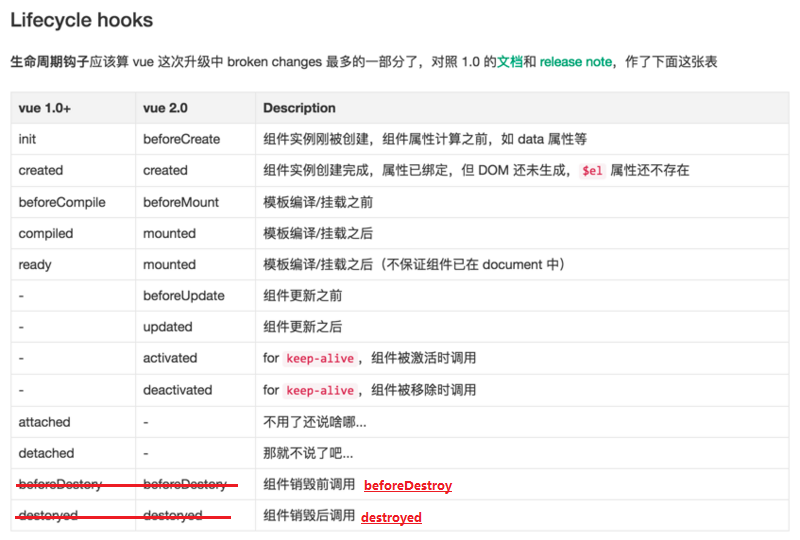 Lifecycle hooks
生命周期钩子应该算 vue 这次升级中 broken changes 最多的一部分了，对照 1.0 的文档和 release note，作了下面这张表
vue 1.0+ vue 2.0 Description
init beforeCreate 组件实例刚被创建，组件属性计算之前，如 data 属性等
created created 组件实例创建完成，属性已绑定，但 DOM 还未生成，$el 属性还不存在
beforeCompile beforeMount 模板编译/挂载之前
compiled mounted 模板编译/挂载之后
ready mounted 模板编译/挂载之后（不保证组件已在 document 中）
- beforeUpdate 组件更新之前
- updated 组件更新之后
- activated for keep-alive，组件被激活时调用
- deactivated for keep-alive，组件被移除时调用
attached - 不用了还说啥哪...
detached - 那就不说了吧...
beforeDestory beforeDestory 组件销毁前调用 beforeDestroy
destoryed destoryed 组件销毁后调用 destroyed